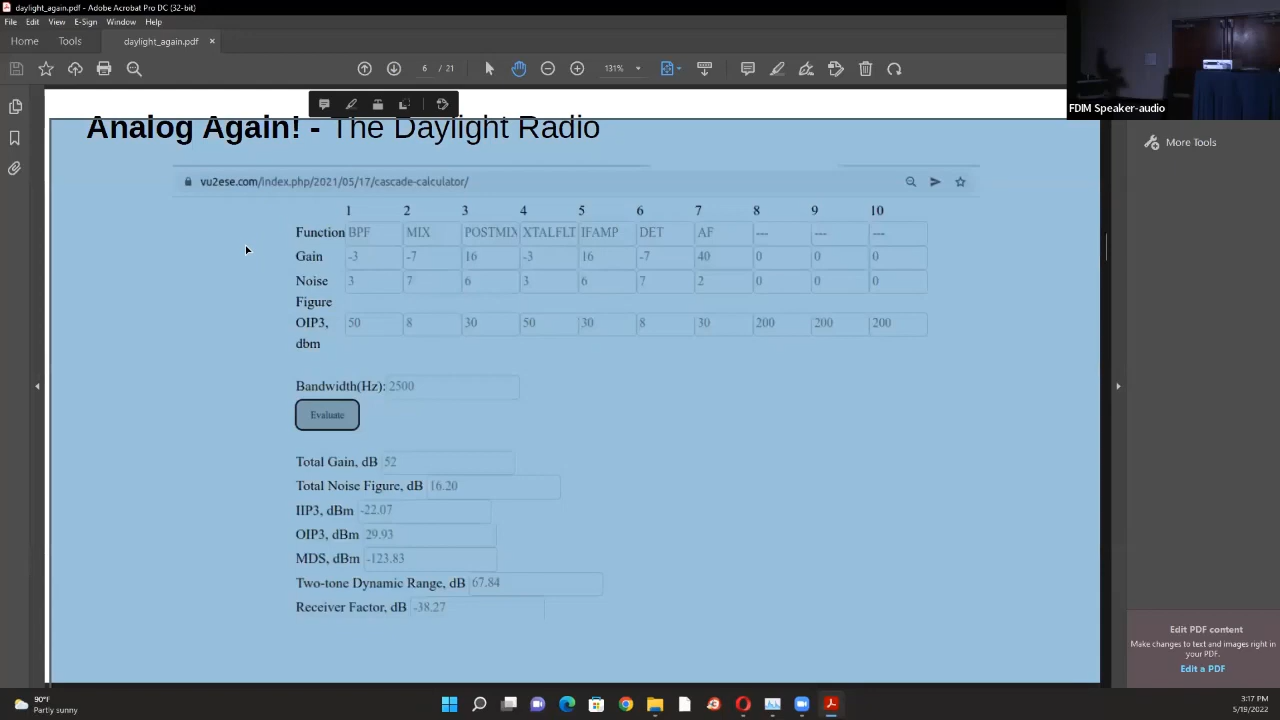 daylight_again.pdf - Adobe Acrobat Pro DC (32-bit)
File Edit View E-Sign Window Help
Home Tools daylight_again.pdf ×
6 / 21 131%
FDIM Speaker-audio
Analog Again! - The Daylight Radio
More Tools
vu2ese.com/index.php/2021/05/17/cascade-calculator/
1 2 3 4 5 6 7 8 9 10
Function BPF MIX POSTMIX XTALFLT IFAMP DET AF --- --- ---
Gain -3 -7 16 -3 16 -7 40 0 0 0
Noise 3 7 6 3 6 7 2 0 0 0
Figure
OIP3, 50 8 30 50 30 8 30 200 200 200
dbm
Bandwidth(Hz): 2500
Evaluate
Total Gain, dB 52
Total Noise Figure, dB 16.20
IIP3, dBm -22.07
OIP3, dBm 29.93
MDS, dBm -123.83
Two-tone Dynamic Range, dB 67.84
Receiver Factor, dB -38.27
Edit PDF content
Make changes to text and images right in
your PDF.
Edit a PDF
90°F
Partly sunny
3:17 PM
5/19/2022